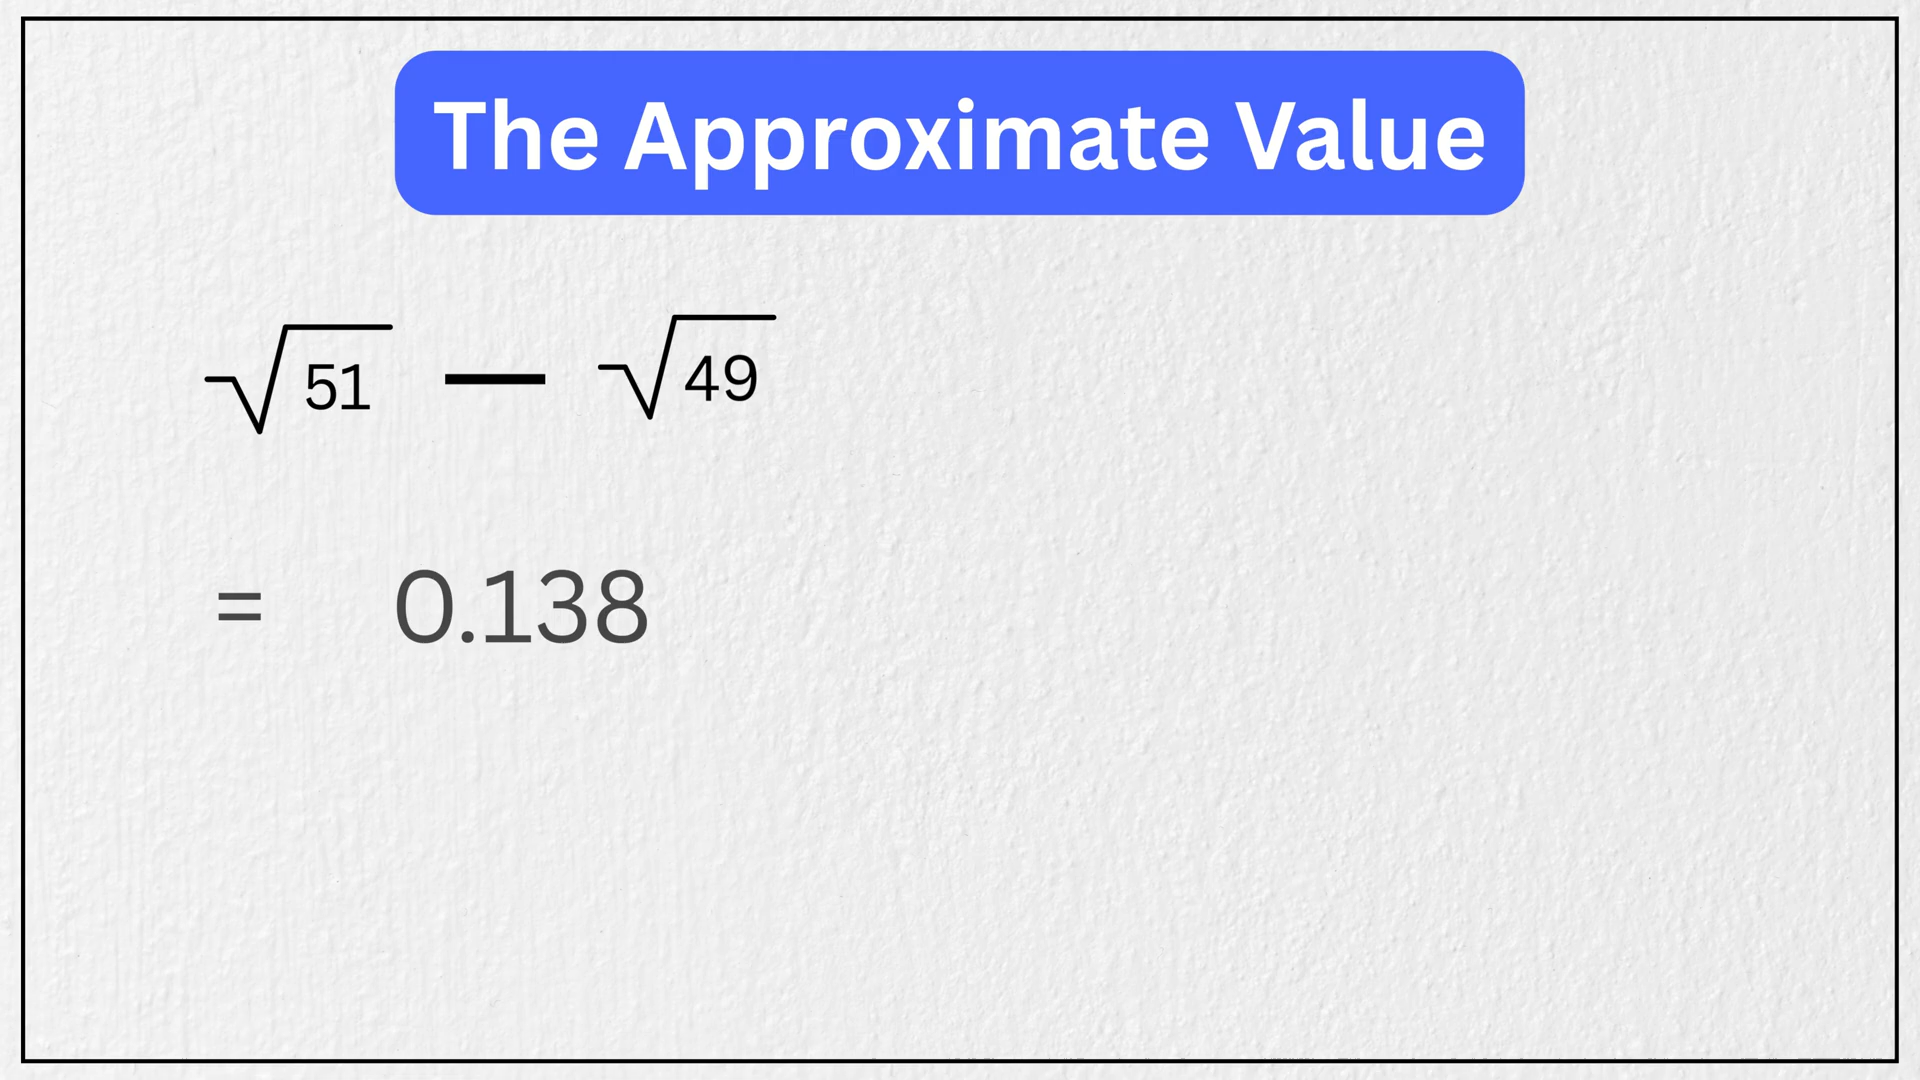 The Approximate Value
√51 — √49
= 0.138